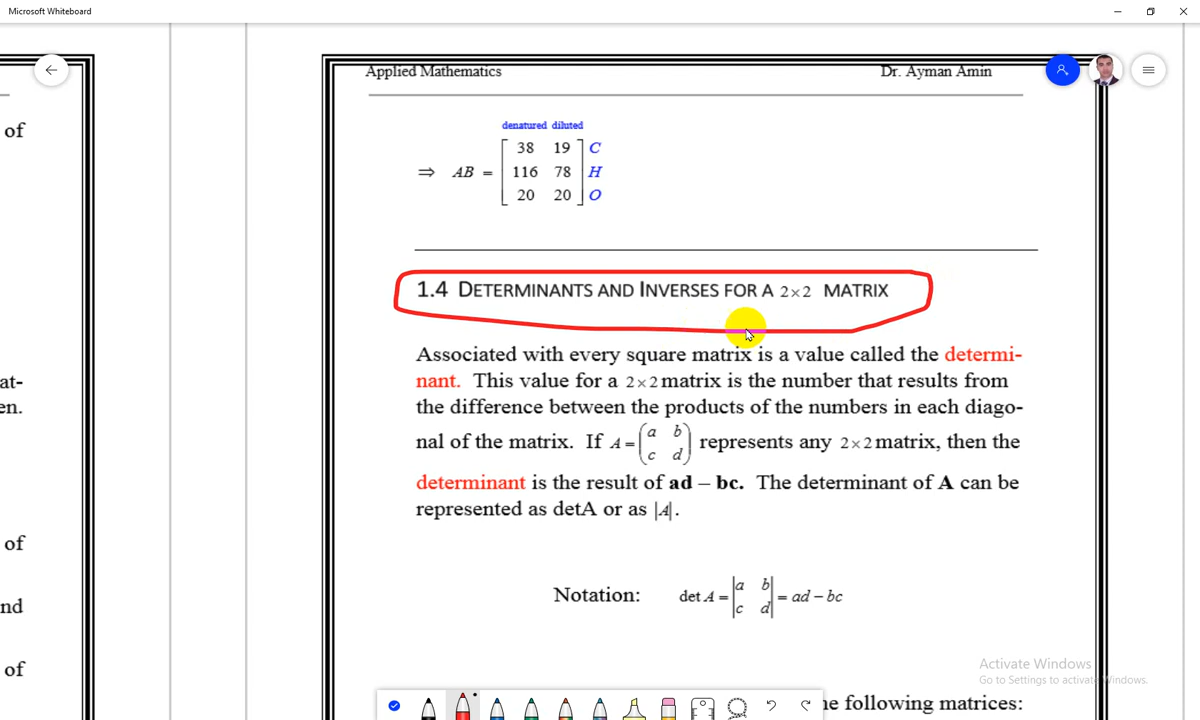 Microsoft Whiteboard
Applied Mathematics Dr. Ayman Amin
denatured diluted
⇒ AB = [ 38 19 ] C
[ 116 78 ] H
[ 20 20 ] O
1.4 DETERMINANTS AND INVERSES FOR A 2×2 MATRIX
Associated with every square matrix is a value called the determi-
nant. This value for a 2×2 matrix is the number that results from
the difference between the products of the numbers in each diago-
nal of the matrix. If A = (a b c d) represents any 2×2 matrix, then the
determinant is the result of ad – bc. The determinant of A can be
represented as detA or as |A|.
Notation: det A = |a b c d| = ad – bc
he following matrices:
of
at-
en.
of
nd
of
Activate Windows
Go to Settings to activate Windows.